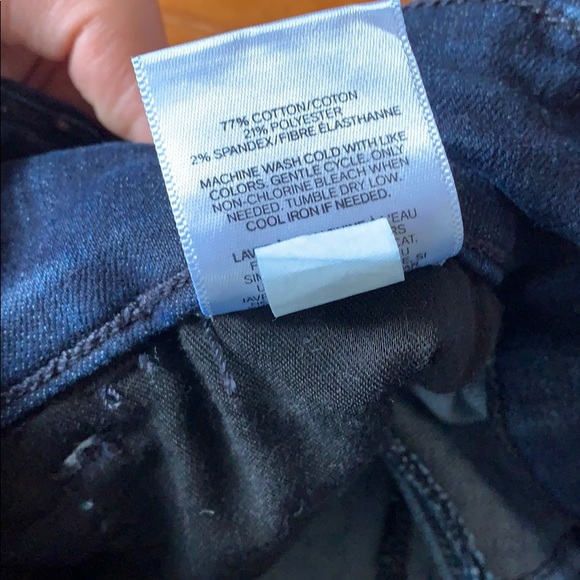 77% COTTON/COTON
21% POLYESTER
2% SPANDEX/FIBRE ÉLASTHANNE
MACHINE WASH COLD WITH LIKE
COLORS. GENTLE CYCLE. ONLY
NON-CHLORINE BLEACH WHEN
NEEDED. TUMBLE DRY LOW.
COOL IRON IF NEEDED.